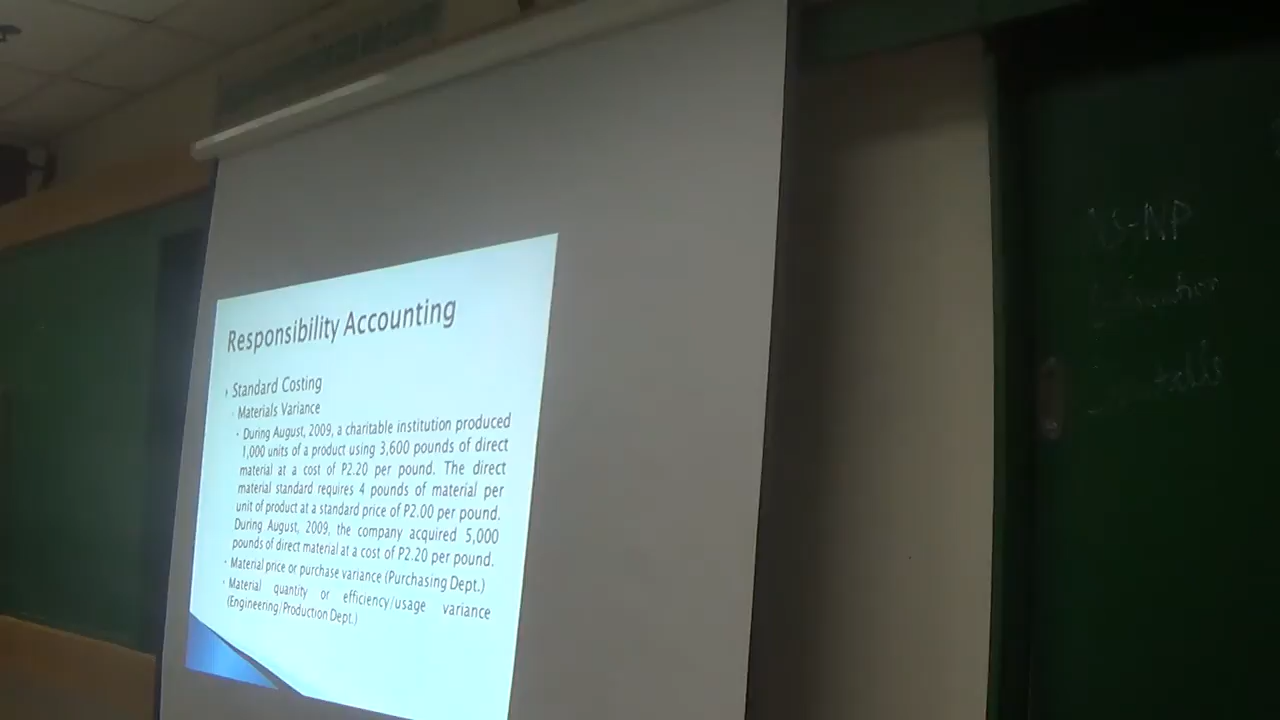 Responsibility Accounting
Standard Costing
Materials Variance
During August, 2009, a charitable institution produced
1,000 units of a product using 3,600 pounds of direct
material at a cost of P2.20 per pound. The direct
material standard requires 4 pounds of material per
unit of product at a standard price of P2.00 per pound.
During August, 2009, the company acquired 5,000
pounds of direct material at a cost of P2.20 per pound.
Material price or purchase variance (Purchasing Dept.)
Material quantity or efficiency/usage variance
(Engineering/Production Dept.)